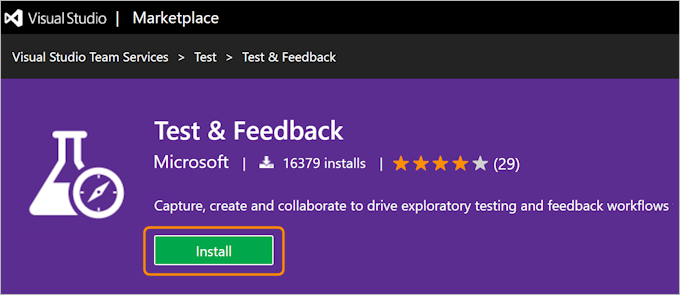 Visual Studio | Marketplace
Visual Studio Team Services > Test > Test & Feedback
Test & Feedback
Microsoft | 16379 installs | (29)
Capture, create and collaborate to drive exploratory testing and feedback workflows
Install